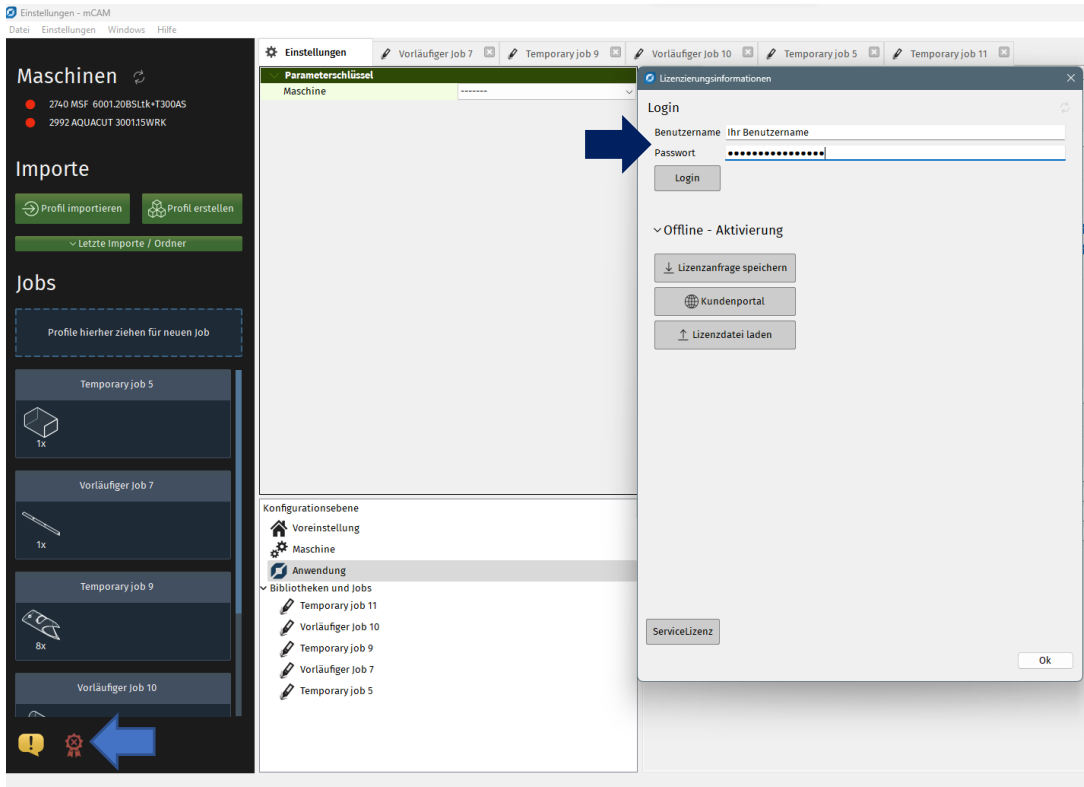 Einstellungen - mCAM
Datei Einstellungen Windows Hilfe
Maschinen
2740 MSF 6001.20BSLtk+T300AS
2992 AQUACUT 3001.15WRK
Importe
Profil importieren Profil erstellen
Letzte Importe / Ordner
Jobs
Profile hierher ziehen für neuen Job
Temporary job 5
1x
Vorläufiger Job 7
1x
Temporary job 9
8x
Vorläufiger Job 10
Einstellungen Vorläufiger Job 7 Temporary job 9 Vorläufiger Job 10 Temporary job 5 Temporary job 11
Parameterschlüssel
Maschine -------
Konfigurationsebene
Voreinstellung
Maschine
Anwendung
Bibliotheken und Jobs
Temporary job 11
Vorläufiger Job 10
Temporary job 9
Vorläufiger Job 7
Temporary job 5
Lizenzierungsinformationen
Login
Benutzername Ihr Benutzername
Passwort ••••••••••••••••
Login
Offline - Aktivierung
Lizenzanfrage speichern
Kundenportal
Lizenzdatei laden
ServiceLizenz
Ok